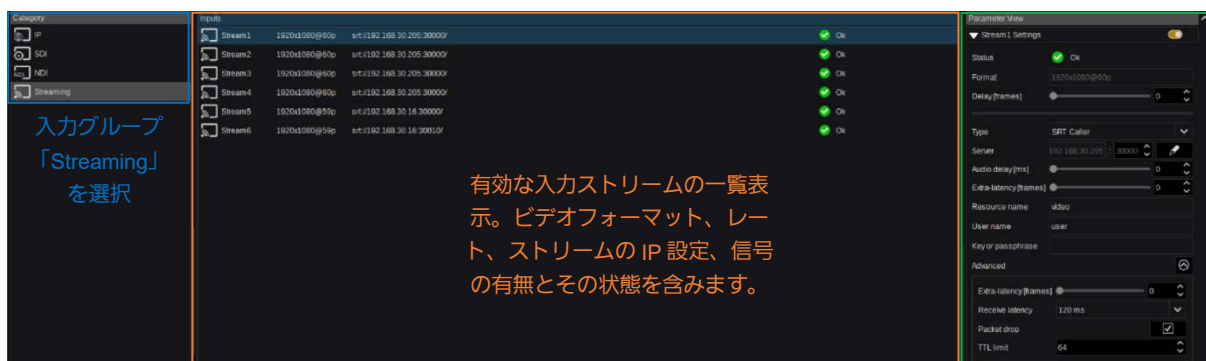 Category
IP
SDI
NDI
Streaming
入力グループ
「Streaming」
を選択
Inputs
Stream1 1920x1080@60p srt://192.168.30.205:30000/ Ok
Stream2 1920x1080@60p srt://192.168.30.205:30000/ Ok
Stream3 1920x1080@60p srt://192.168.30.205:30000/ Ok
Stream4 1920x1080@60p srt://192.168.30.205:30000/ Ok
Stream5 1920x1080@59p srt://192.168.30.16:30000/ Ok
Stream6 1920x1080@59p srt://192.168.30.16:30010/ Ok
有効な入力ストリームの一覧表
示。ビデオフォーマット、レー
ト、ストリームの IP 設定、信号
の有無とその状態を含みます。
Parameter View
Stream1 Settings
Status Ok
Format 1920x1080@60p
Delay[frames] 0
Type SRT Caller
Server 192.168.30.205 : 30000
Audio delay[ms] 0
Extra-latency[frames] 0
Resource name video
User name user
Key or passphrase
Advanced
Extra-latency[frames] 0
Receive latency 120 ms
Packet drop
TTL limit 64